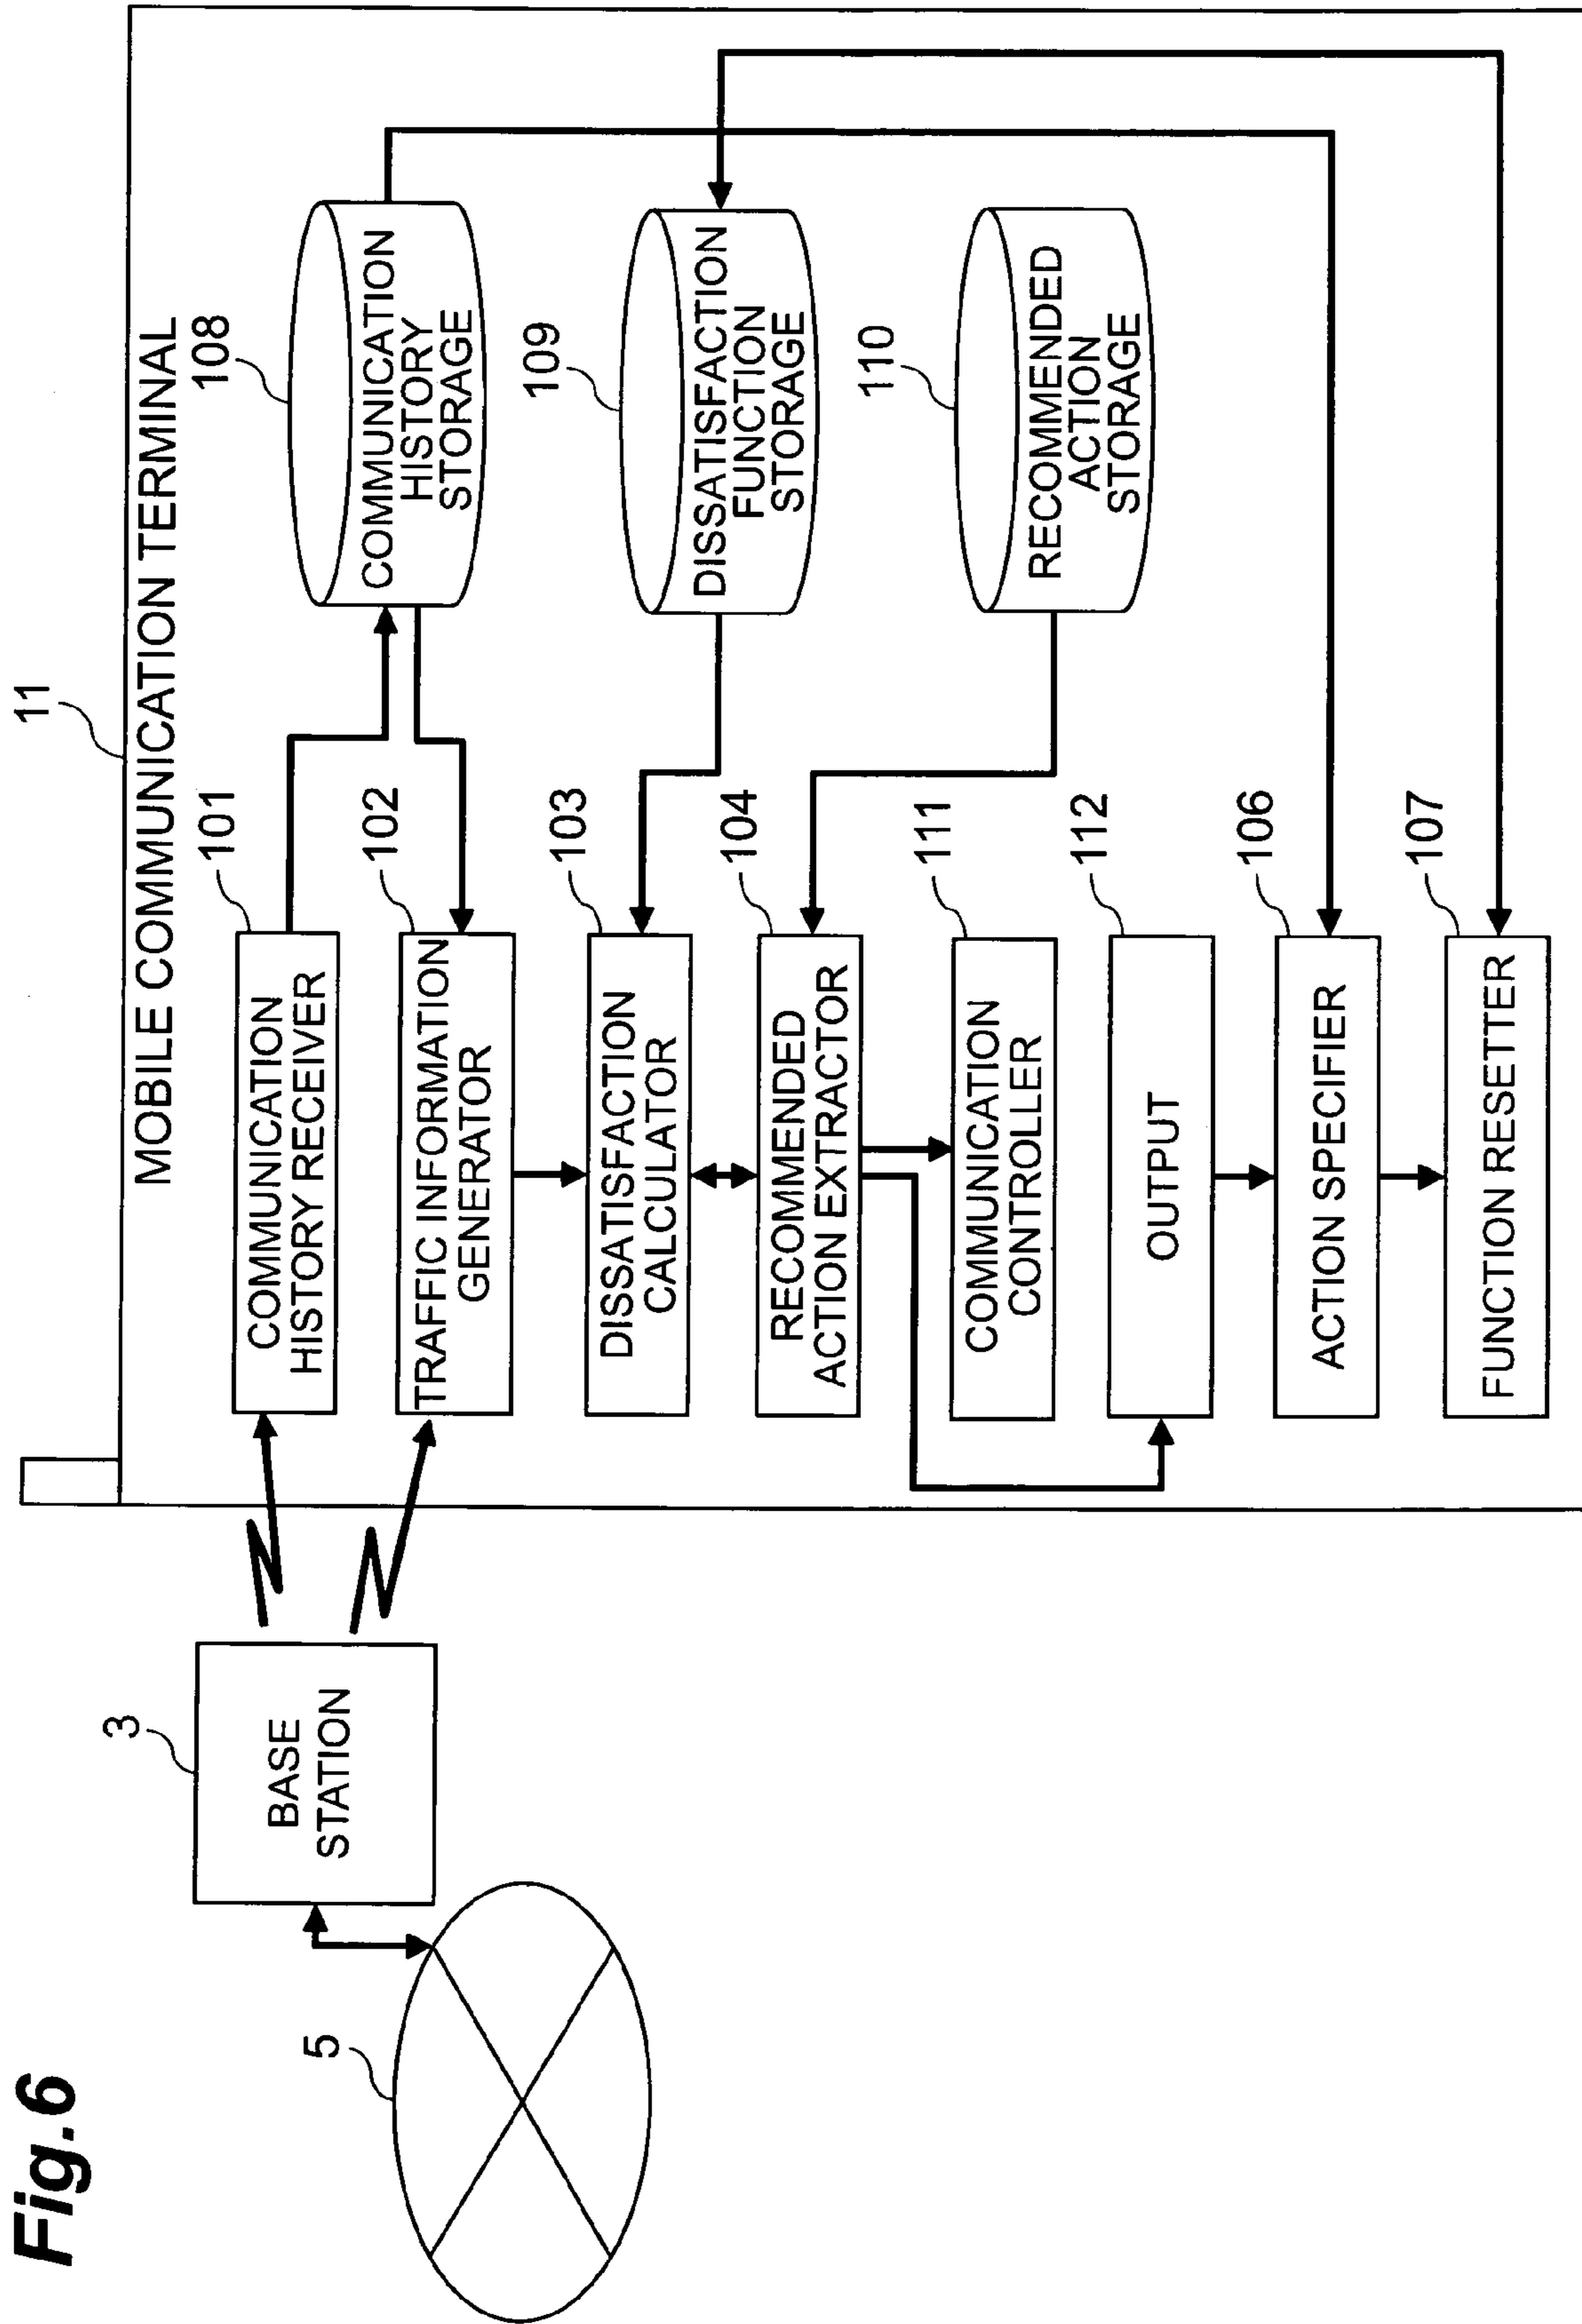 Fig.6
11
MOBILE COMMUNICATION TERMINAL
3
BASE
STATION
5
101
COMMUNICATION
HISTORY RECEIVER
102
TRAFFIC INFORMATION
GENERATOR
103
DISSATISFACTION
CALCULATOR
104
RECOMMENDED
ACTION EXTRACTOR
111
COMMUNICATION
CONTROLLER
112
OUTPUT
106
ACTION SPECIFIER
107
FUNCTION RESETTER
108
COMMUNICATION
HISTORY
STORAGE
109
DISSATISFACTION
FUNCTION
STORAGE
110
RECOMMENDED
ACTION
STORAGE